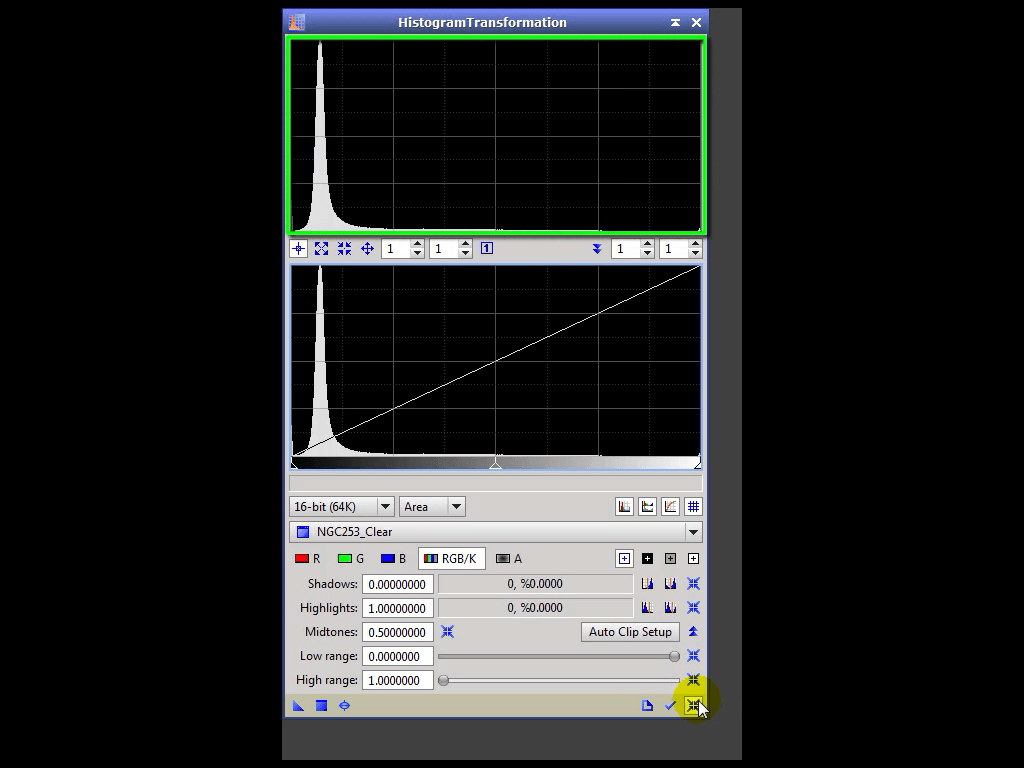 HistogramTransformation
1 1 1 1 1
16-bit (64K) Area
NGC253_Clear
R G B RGB/K A
Shadows: 0.00000000 0, %0.0000
Highlights: 1.00000000 0, %0.0000
Midtones: 0.50000000 Auto Clip Setup
Low range: 0.0000000
High range: 1.0000000